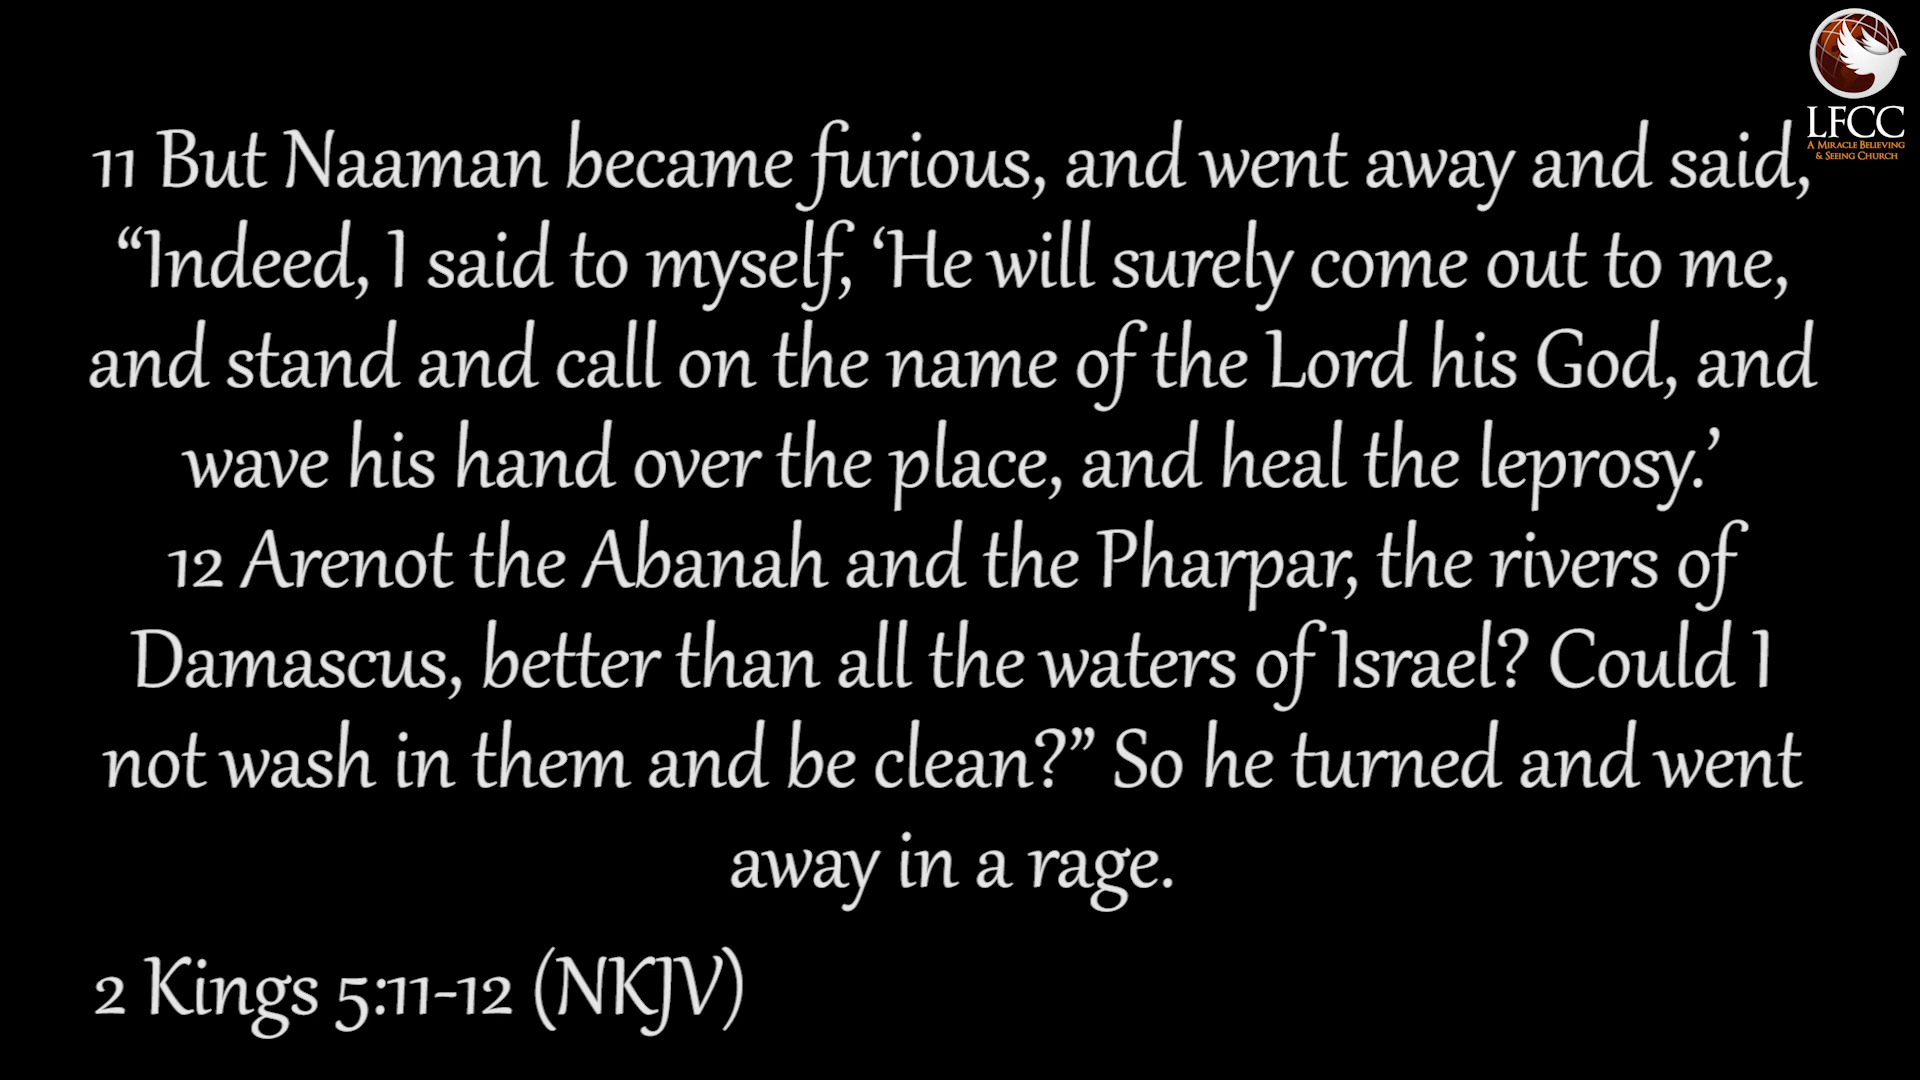 LFCC
A Miracle Believing
& Seeing Church
11 But Naaman became furious, and went away and said,
“Indeed, I said to myself, ‘He will surely come out to me,
and stand and call on the name of the Lord his God, and
wave his hand over the place, and heal the leprosy.’
12 Arenot the Abanah and the Pharpar, the rivers of
Damascus, better than all the waters of Israel? Could I
not wash in them and be clean?” So he turned and went
away in a rage.
2 Kings 5:11-12 (NKJV)